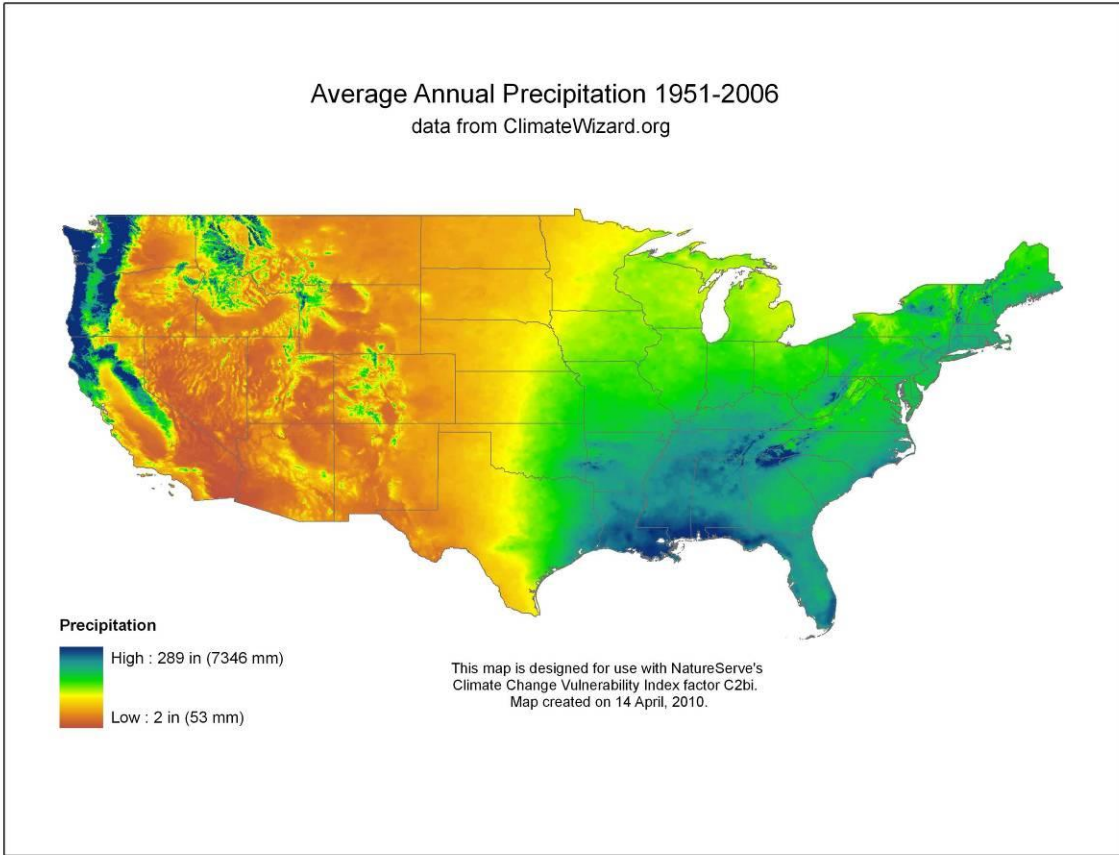 Average Annual Precipitation 1951-2006
data from ClimateWizard.org
Precipitation
High : 289 in (7346 mm)
Low : 2 in (53 mm)
This map is designed for use with NatureServe's
Climate Change Vulnerability Index factor C2bi.
Map created on 14 April, 2010.